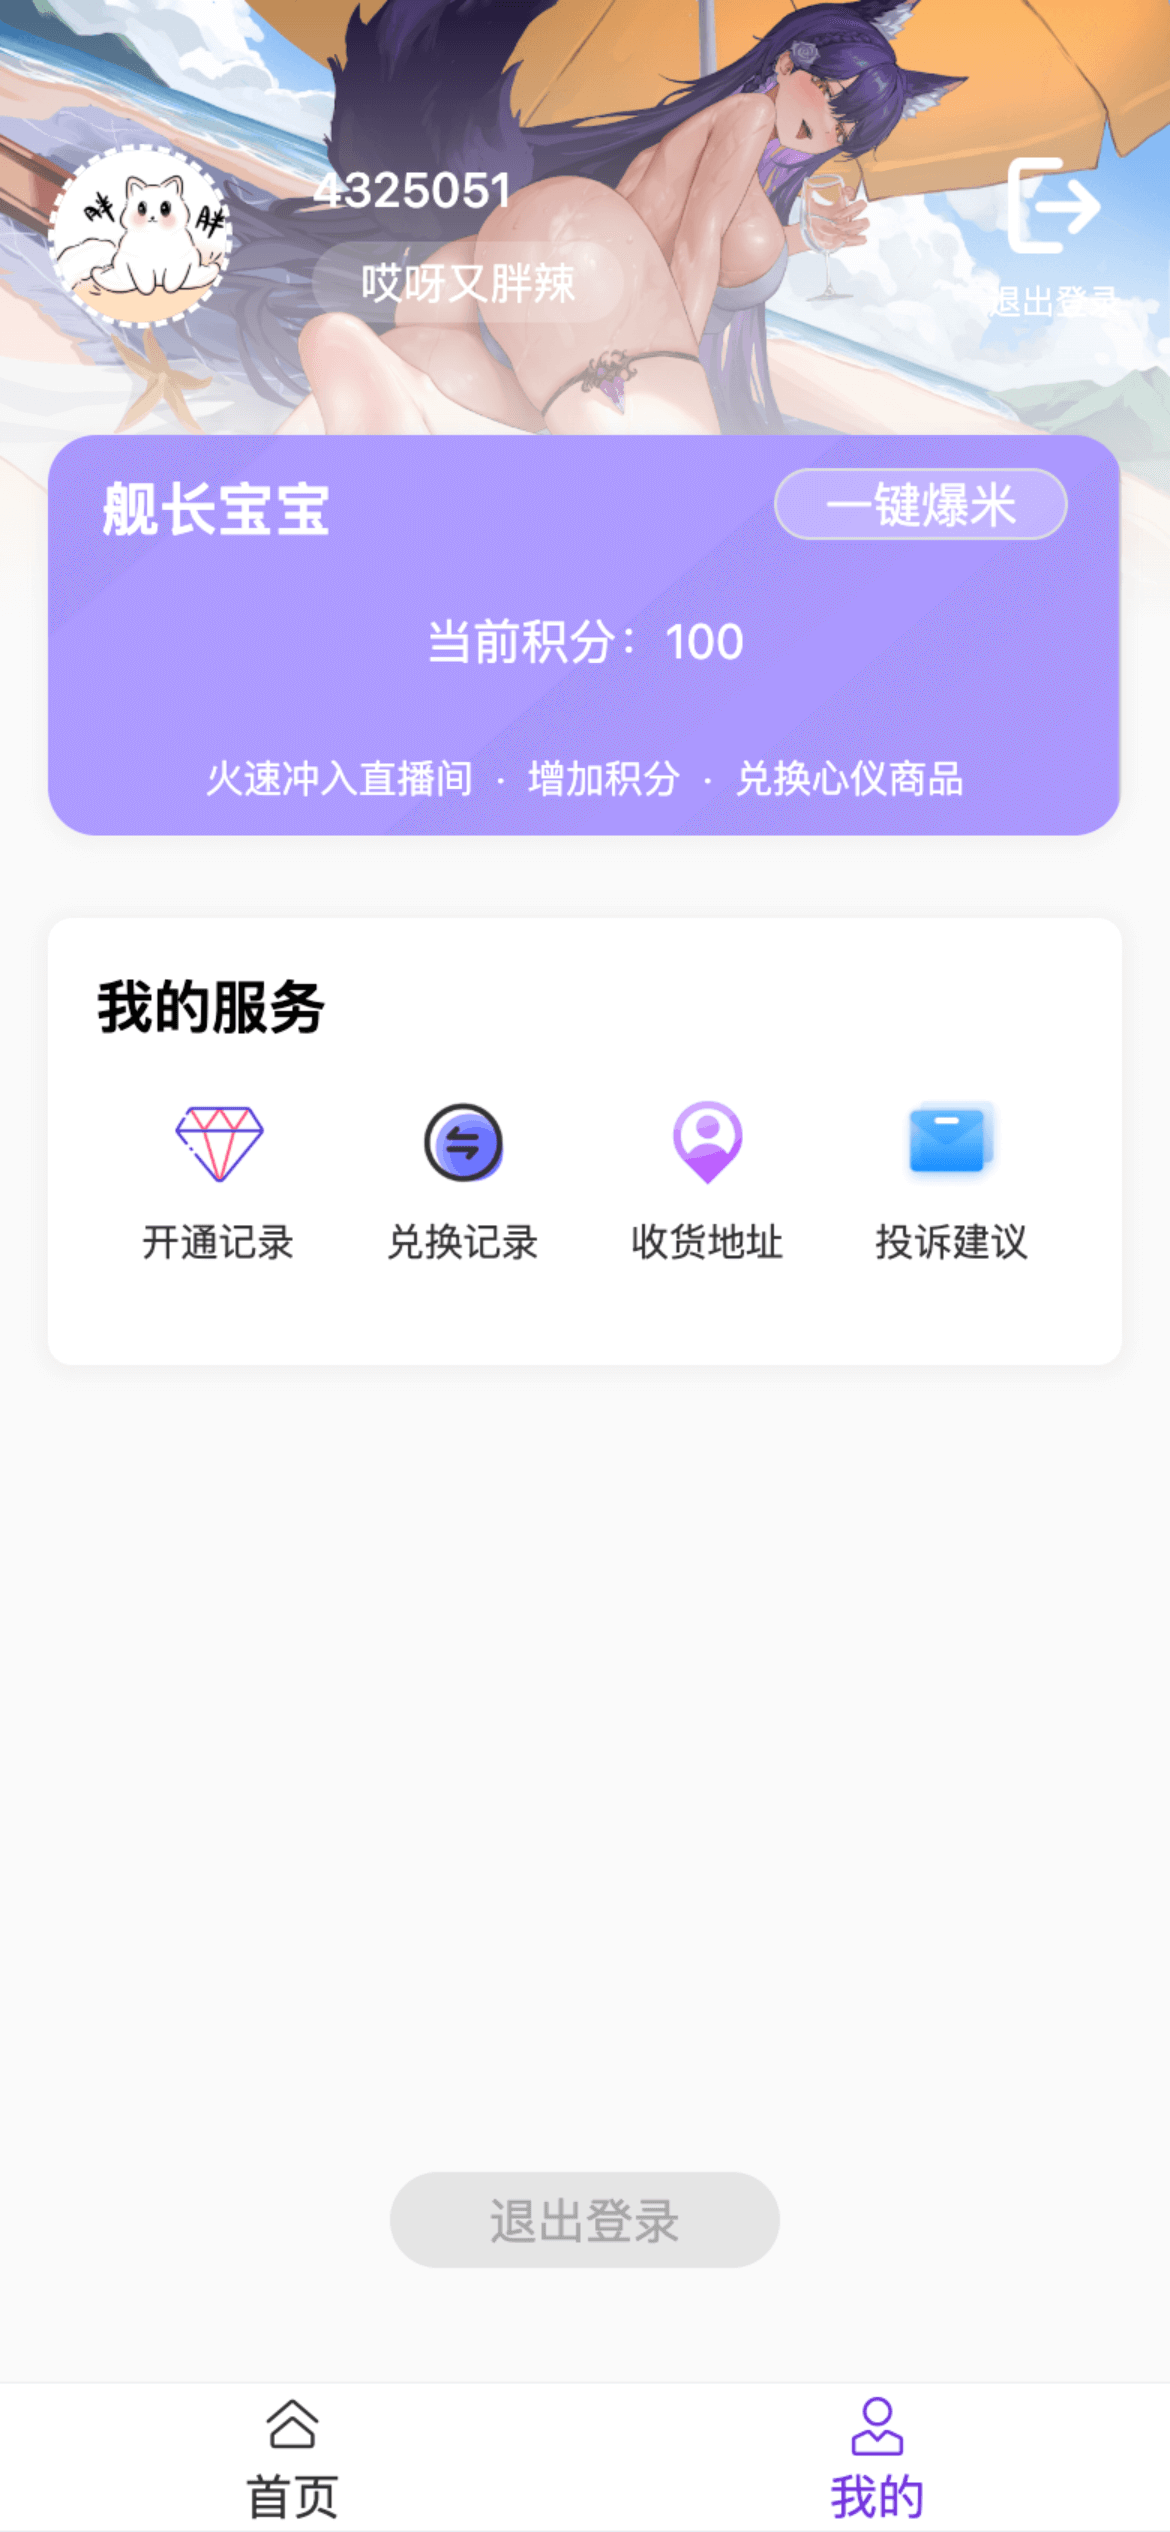 4325051
胖 胖
哎呀又胖辣
退出登录
舰长宝宝
一键爆米
当前积分：100
火速冲入直播间 · 增加积分 · 兑换心仪商品
我的服务
开通记录 兑换记录 收货地址 投诉建议
退出登录
首页 我的